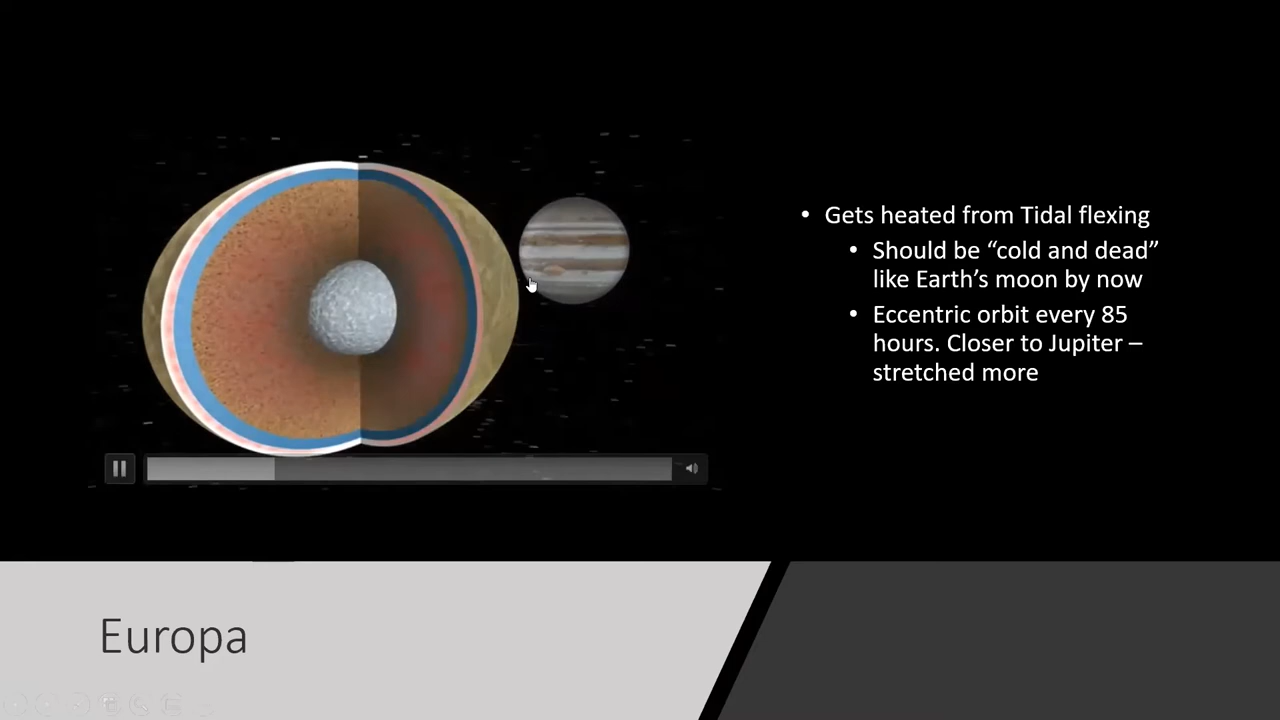 • Gets heated from Tidal flexing
• Should be “cold and dead”
like Earth’s moon by now
• Eccentric orbit every 85
hours. Closer to Jupiter –
stretched more
Europa